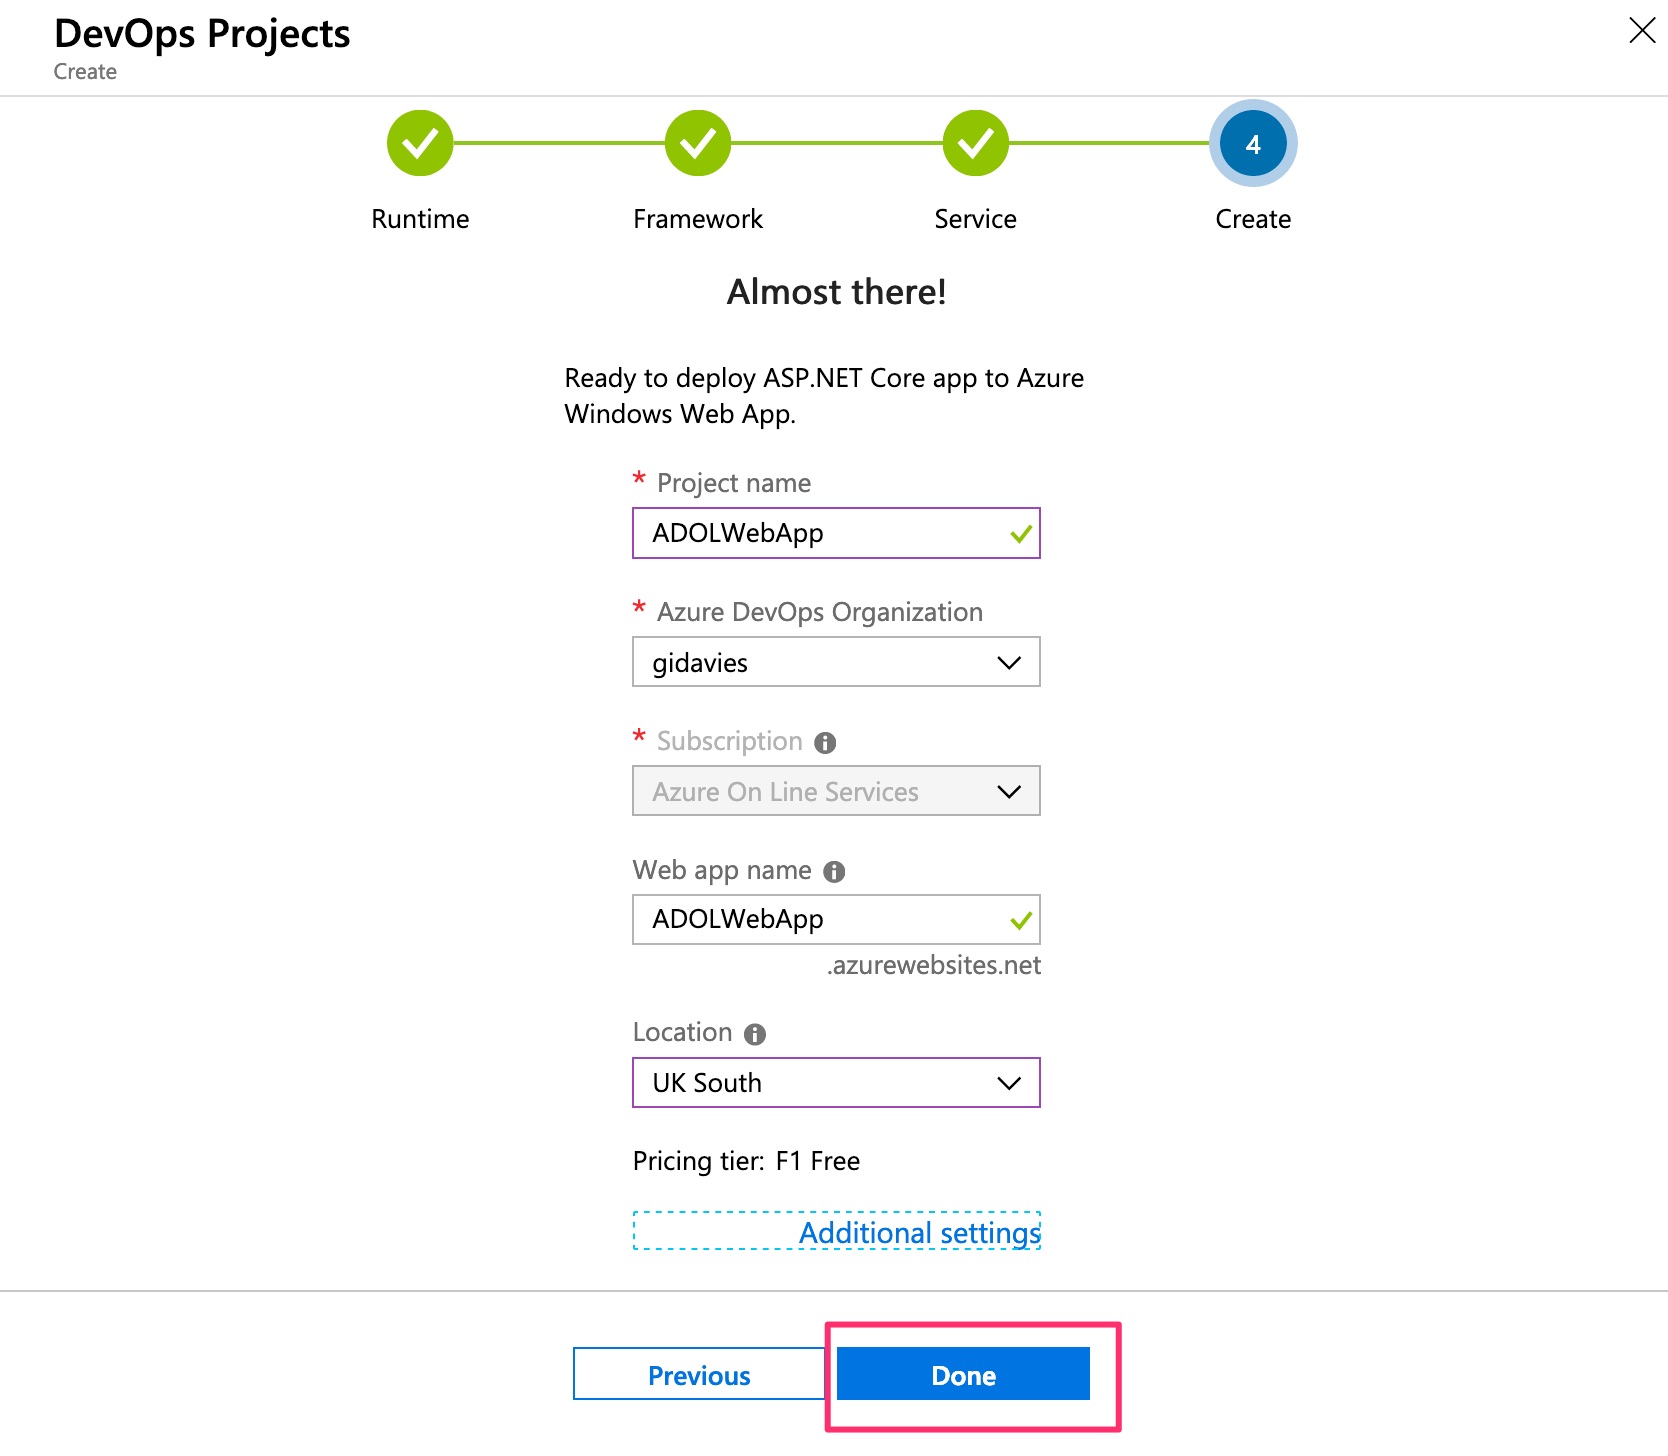 DevOps Projects
Create
4
Runtime
Framework
Service
Create
Almost there!
Ready to deploy ASP.NET Core app to Azure
Windows Web App.
* Project name
ADOLWebApp
* Azure DevOps Organization
gidavies
* Subscription
Azure On Line Services
Web app name
ADOLWebApp
.azurewebsites.net
Location
UK South
Pricing tier: F1 Free
Additional settings
Previous
Done